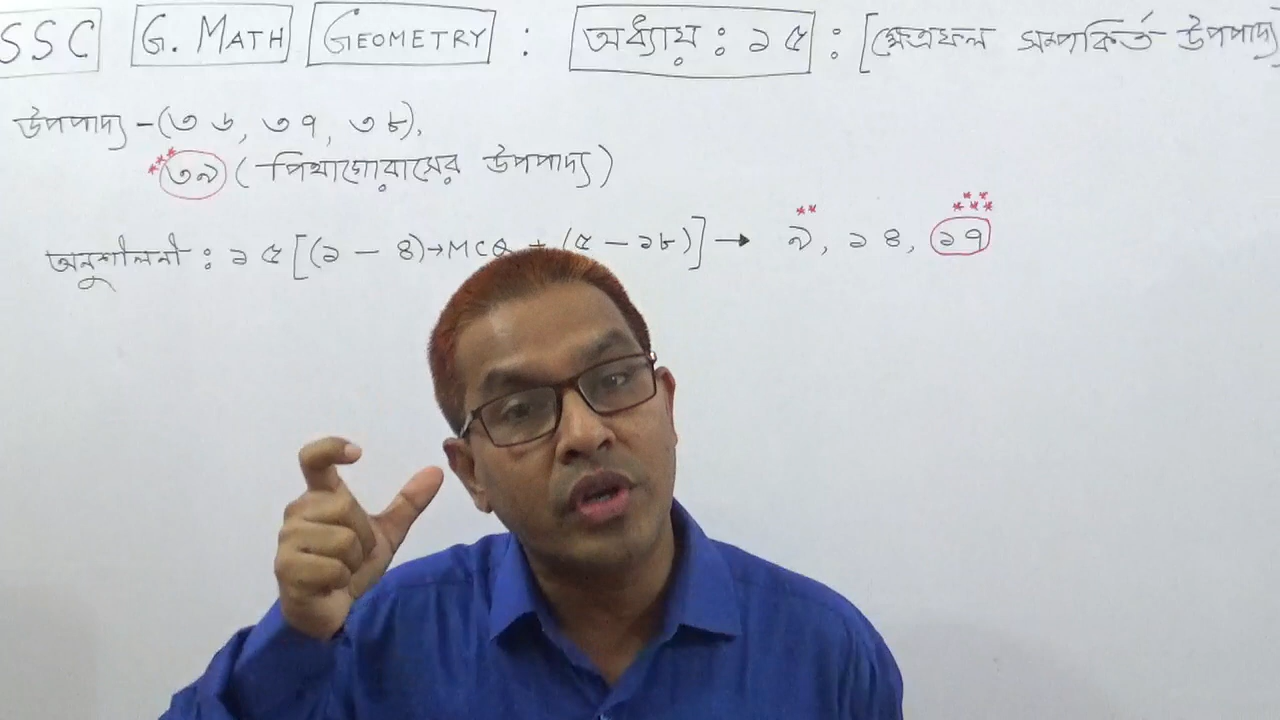 SSC G. MATH GEOMETRY : অধ্যায় : ১৫ : [ক্ষেত্রফল সম্পর্কিত উপপাদ্য]
উপপাদ্য - (৩৬, ৩৭, ৩৮),
*** ৩৯ (পিথাগোরাসের উপপাদ্য)
** *****
অনুশীলনী : ১৫ [(১ - ৪)→MCQ + (৫ - ১৮)] → ৯, ১৪, ১৭